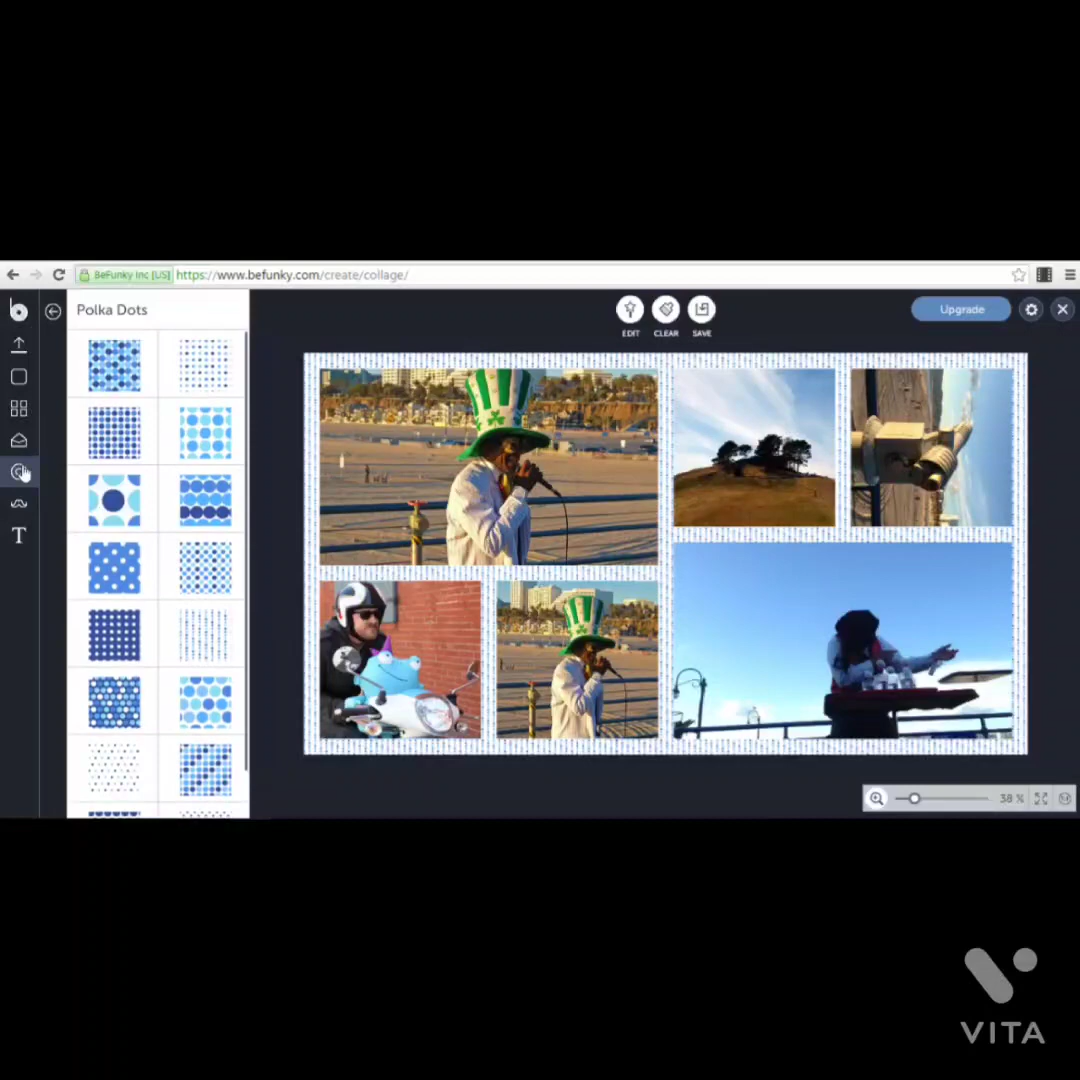 BeFunky Inc [US] https://www.befunky.com/create/collage/
Polka Dots
EDIT CLEAR SAVE
Upgrade
T
38 %
VITA